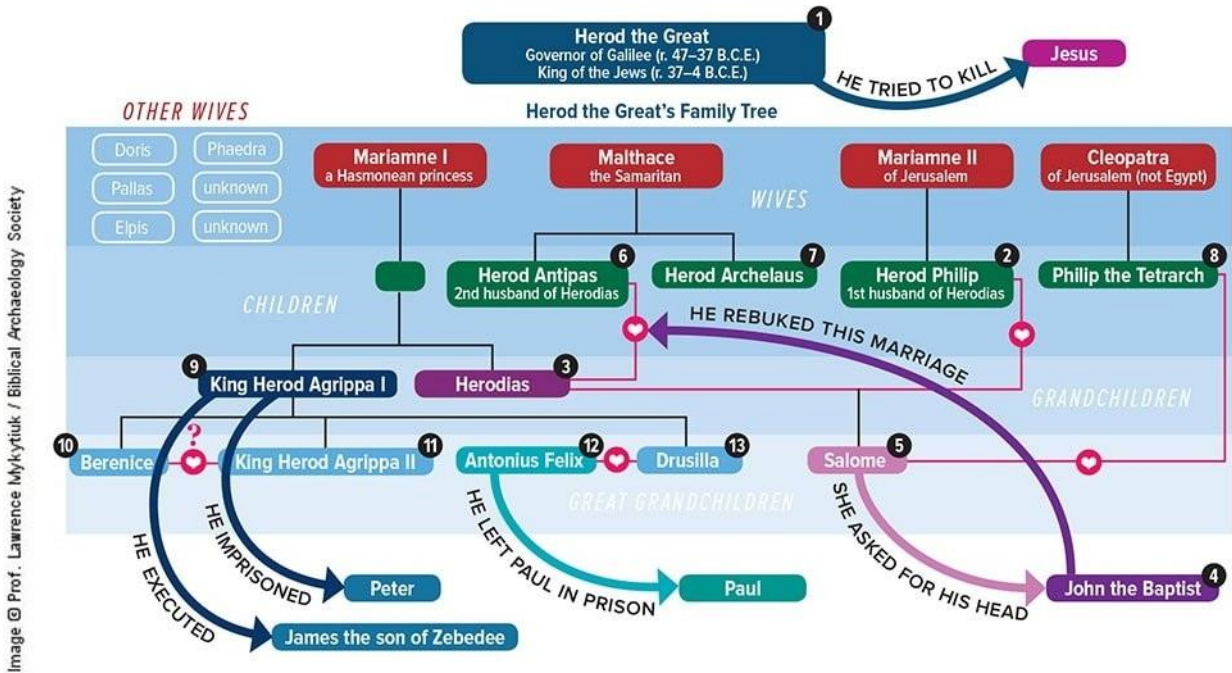 1
Herod the Great
Governor of Galilee (r. 47–37 B.C.E.)
King of the Jews (r. 37–4 B.C.E.)
HE TRIED TO KILL
Jesus
OTHER WIVES
Herod the Great's Family Tree
Doris
Phaedra
Pallas
unknown
Elpis
unknown
Mariamne I
a Hasmonean princess
Malthace
the Samaritan
Mariamne II
of Jerusalem
Cleopatra
of Jerusalem (not Egypt)
WIVES
CHILDREN
6
Herod Antipas
2nd husband of Herodias
7
Herod Archelaus
2
Herod Philip
1st husband of Herodias
8
Philip the Tetrarch
HE REBUKED THIS MARRIAGE
9
King Herod Agrippa I
3
Herodias
GRANDCHILDREN
10
Berenice
?
11
King Herod Agrippa II
12
Antonius Felix
13
Drusilla
5
Salome
GREAT GRANDCHILDREN
HE EXECUTED
HE IMPRISONED
HE LEFT PAUL IN PRISON
SHE ASKED FOR HIS HEAD
Peter
Paul
4
John the Baptist
James the son of Zebedee
Image © Prof. Lawrence Mykytiuk / Biblical Archaeology Society